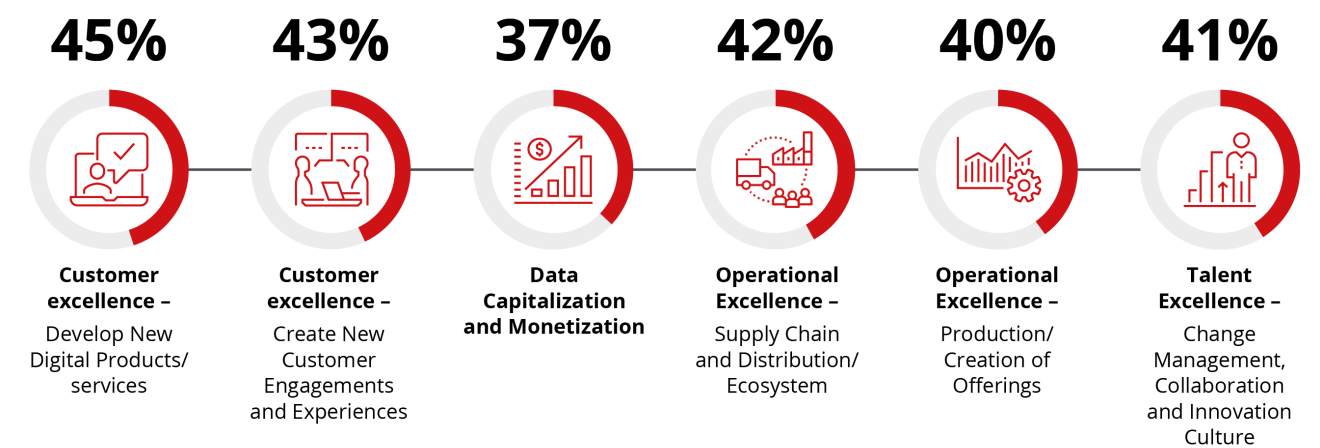 45%
Customer
excellence –
Develop New
Digital Products/
services
43%
Customer
excellence –
Create New
Customer
Engagements
and Experiences
37%
$
Data
Capitalization
and Monetization
42%
Operational
Excellence –
Supply Chain
and Distribution/
Ecosystem
40%
Operational
Excellence –
Production/
Creation of
Offerings
41%
Talent
Excellence –
Change
Management,
Collaboration
and Innovation
Culture